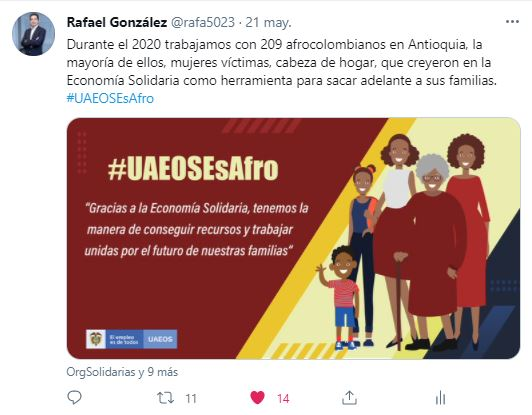 Rafael González @rafa5023 · 21 may.
Durante el 2020 trabajamos con 209 afrocolombianos en Antioquia, la
mayoría de ellos, mujeres víctimas, cabeza de hogar, que creyeron en la
Economía Solidaria como herramienta para sacar adelante a sus familias.
#UAEOSEsAfro
#UAEOSEsAfro
“Gracias a la Economía Solidaria, tenemos la
manera de conseguir recursos y trabajar
unidas por el futuro de nuestras familias“
El empleo
es de todos
UAEOS
OrgSolidarias y 9 más
11
14